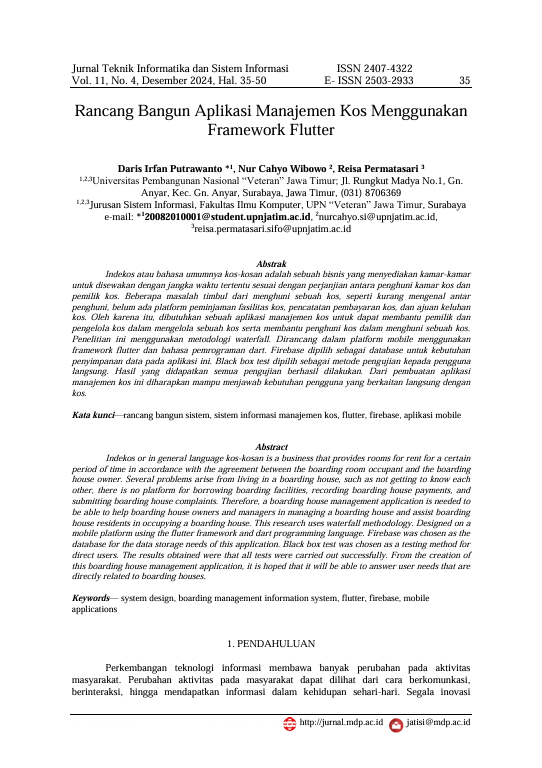 Jurnal Teknik Informatika dan Sistem Informasi ISSN 2407-4322
Vol. 11, No. 4, Desember 2024, Hal. 35-50 E- ISSN 2503-2933 35
Rancang Bangun Aplikasi Manajemen Kos Menggunakan
Framework Flutter
Daris Irfan Putrawanto *¹, Nur Cahyo Wibowo ², Reisa Permatasari ³
¹,²,³Universitas Pembangunan Nasional “Veteran” Jawa Timur; Jl. Rungkut Madya No.1, Gn.
Anyar, Kec. Gn. Anyar, Surabaya, Jawa Timur, (031) 8706369
¹,²,³Jurusan Sistem Informasi, Fakultas Ilmu Komputer, UPN “Veteran” Jawa Timur, Surabaya
e-mail: *¹20082010001@student.upnjatim.ac.id, ²nurcahyo.si@upnjatim.ac.id,
³reisa.permatasari.sifo@upnjatim.ac.id
Abstrak
Indekos atau bahasa umumnya kos-kosan adalah sebuah bisnis yang menyediakan kamar-kamar
untuk disewakan dengan jangka waktu tertentu sesuai dengan perjanjian antara penghuni kamar kos dan
pemilik kos. Beberapa masalah timbul dari menghuni sebuah kos, seperti kurang mengenal antar
penghuni, belum ada platform peminjaman fasilitas kos, pencatatan pembayaran kos, dan ajuan keluhan
kos. Oleh karena itu, dibutuhkan sebuah aplikasi manajemen kos untuk dapat membantu pemilik dan
pengelola kos dalam mengelola sebuah kos serta membantu penghuni kos dalam menghuni sebuah kos.
Penelitian ini menggunakan metodologi waterfall. Dirancang dalam platform mobile menggunakan
framework flutter dan bahasa pemrograman dart. Firebase dipilih sebagai database untuk kebutuhan
penyimpanan data pada aplikasi ini. Black box test dipilih sebagai metode pengujian kepada pengguna
langsung. Hasil yang didapatkan semua pengujian berhasil dilakukan. Dari pembuatan aplikasi
manajemen kos ini diharapkan mampu menjawab kebutuhan pengguna yang berkaitan langsung dengan
kos.
Kata kunci—rancang bangun sistem, sistem informasi manajemen kos, flutter, firebase, aplikasi mobile
Abstract
Indekos or in general language kos-kosan is a business that provides rooms for rent for a certain
period of time in accordance with the agreement between the boarding room occupant and the boarding
house owner. Several problems arise from living in a boarding house, such as not getting to know each
other, there is no platform for borrowing boarding facilities, recording boarding house payments, and
submitting boarding house complaints. Therefore, a boarding house management application is needed to
be able to help boarding house owners and managers in managing a boarding house and assist boarding
house residents in occupying a boarding house. This research uses waterfall methodology. Designed on a
mobile platform using the flutter framework and dart programming language. Firebase was chosen as the
database for the data storage needs of this application. Black box test was chosen as a testing method for
direct users. The results obtained were that all tests were carried out successfully. From the creation of
this boarding house management application, it is hoped that it will be able to answer user needs that are
directly related to boarding houses.
Keywords— system design, boarding management information system, flutter, firebase, mobile
applications
1. PENDAHULUAN
Perkembangan teknologi informasi membawa banyak perubahan pada aktivitas
masyarakat. Perubahan aktivitas pada masyarakat dapat dilihat dari cara berkomunkasi,
berinteraksi, hingga mendapatkan informasi dalam kehidupan sehari-hari. Segala inovasi
http://jurnal.mdp.ac.id jatisi@mdp.ac.id